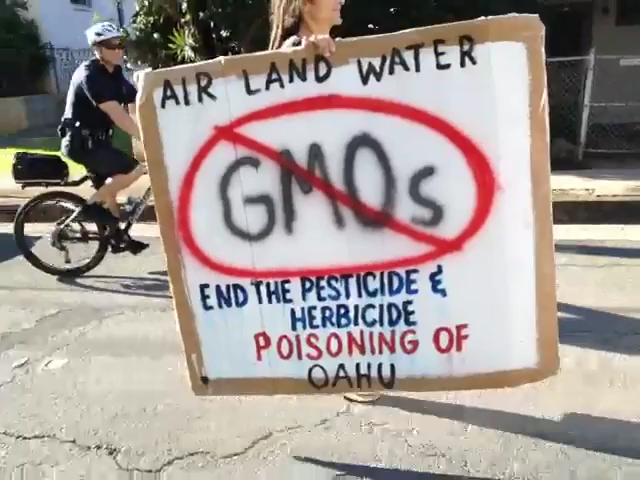 AIR LAND WATER
GMOs
END THE PESTICIDE &
HERBICIDE
POISONING OF
OAHU